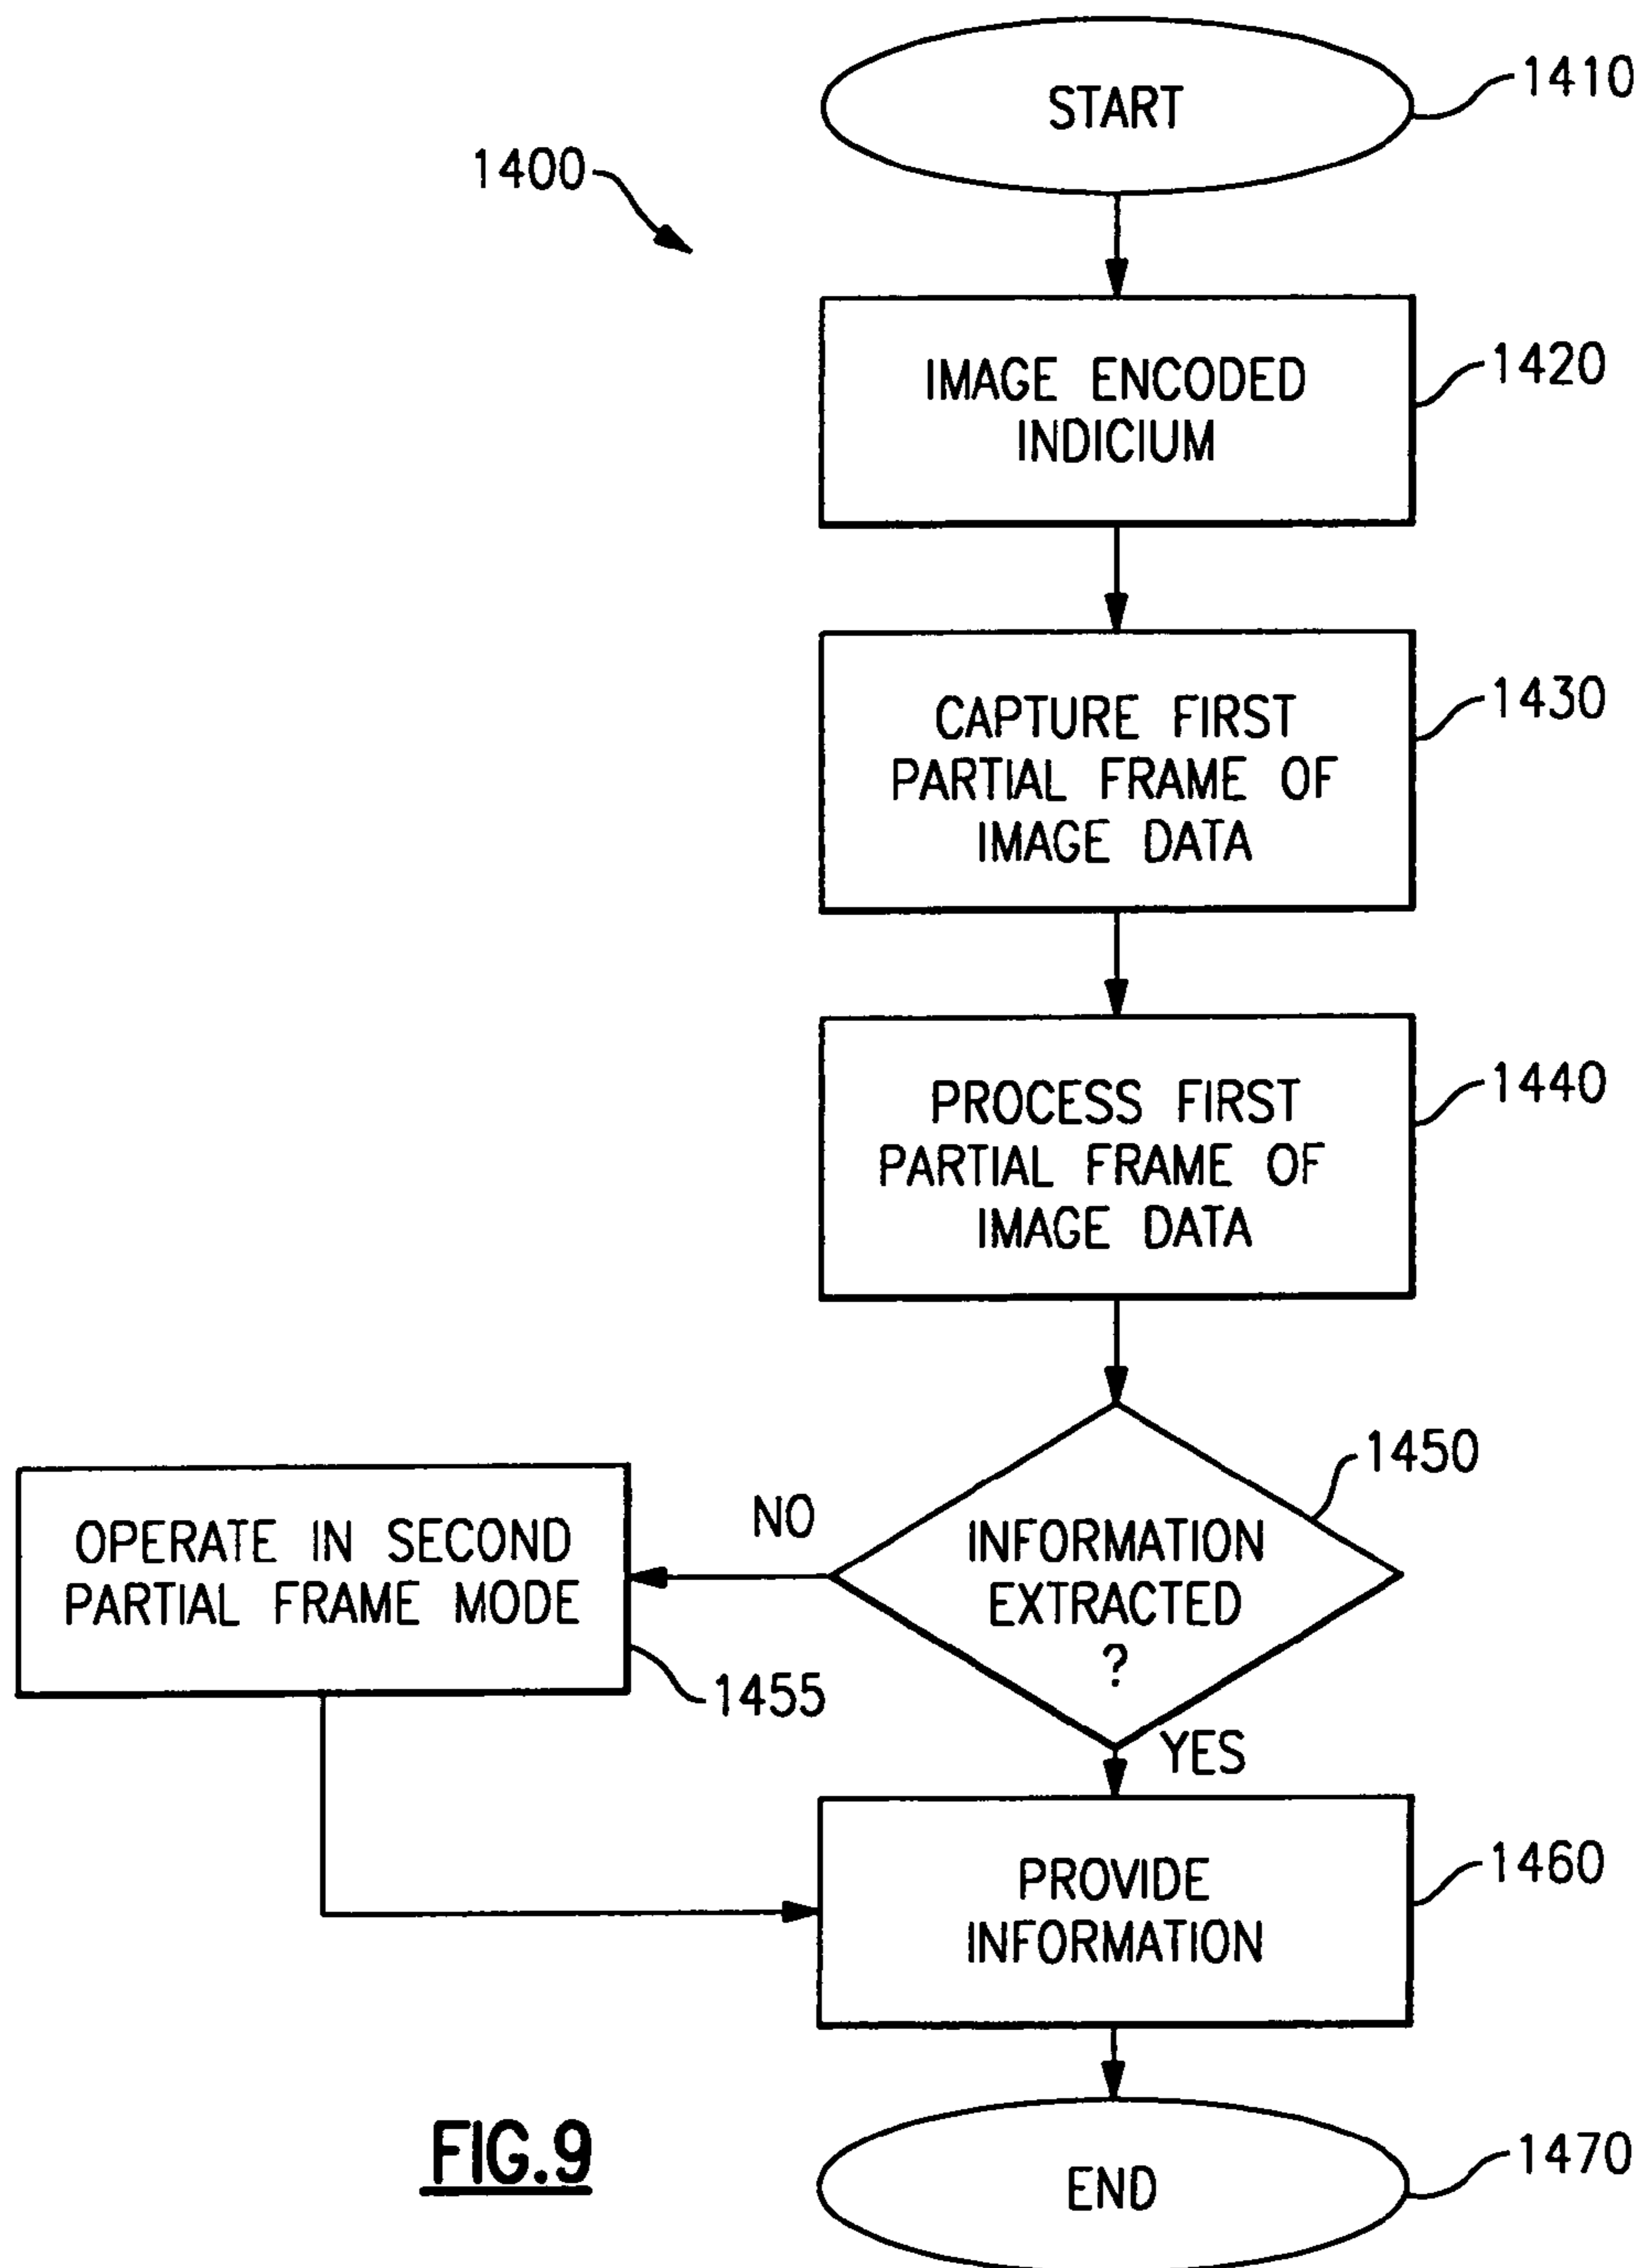 START
1410
1400
IMAGE ENCODED
INDICIUM
1420
CAPTURE FIRST
PARTIAL FRAME OF
IMAGE DATA
1430
PROCESS FIRST
PARTIAL FRAME OF
IMAGE DATA
1440
INFORMATION
EXTRACTED
?
1450
NO
OPERATE IN SECOND
PARTIAL FRAME MODE
1455
YES
PROVIDE
INFORMATION
1460
END
1470
FIG.9